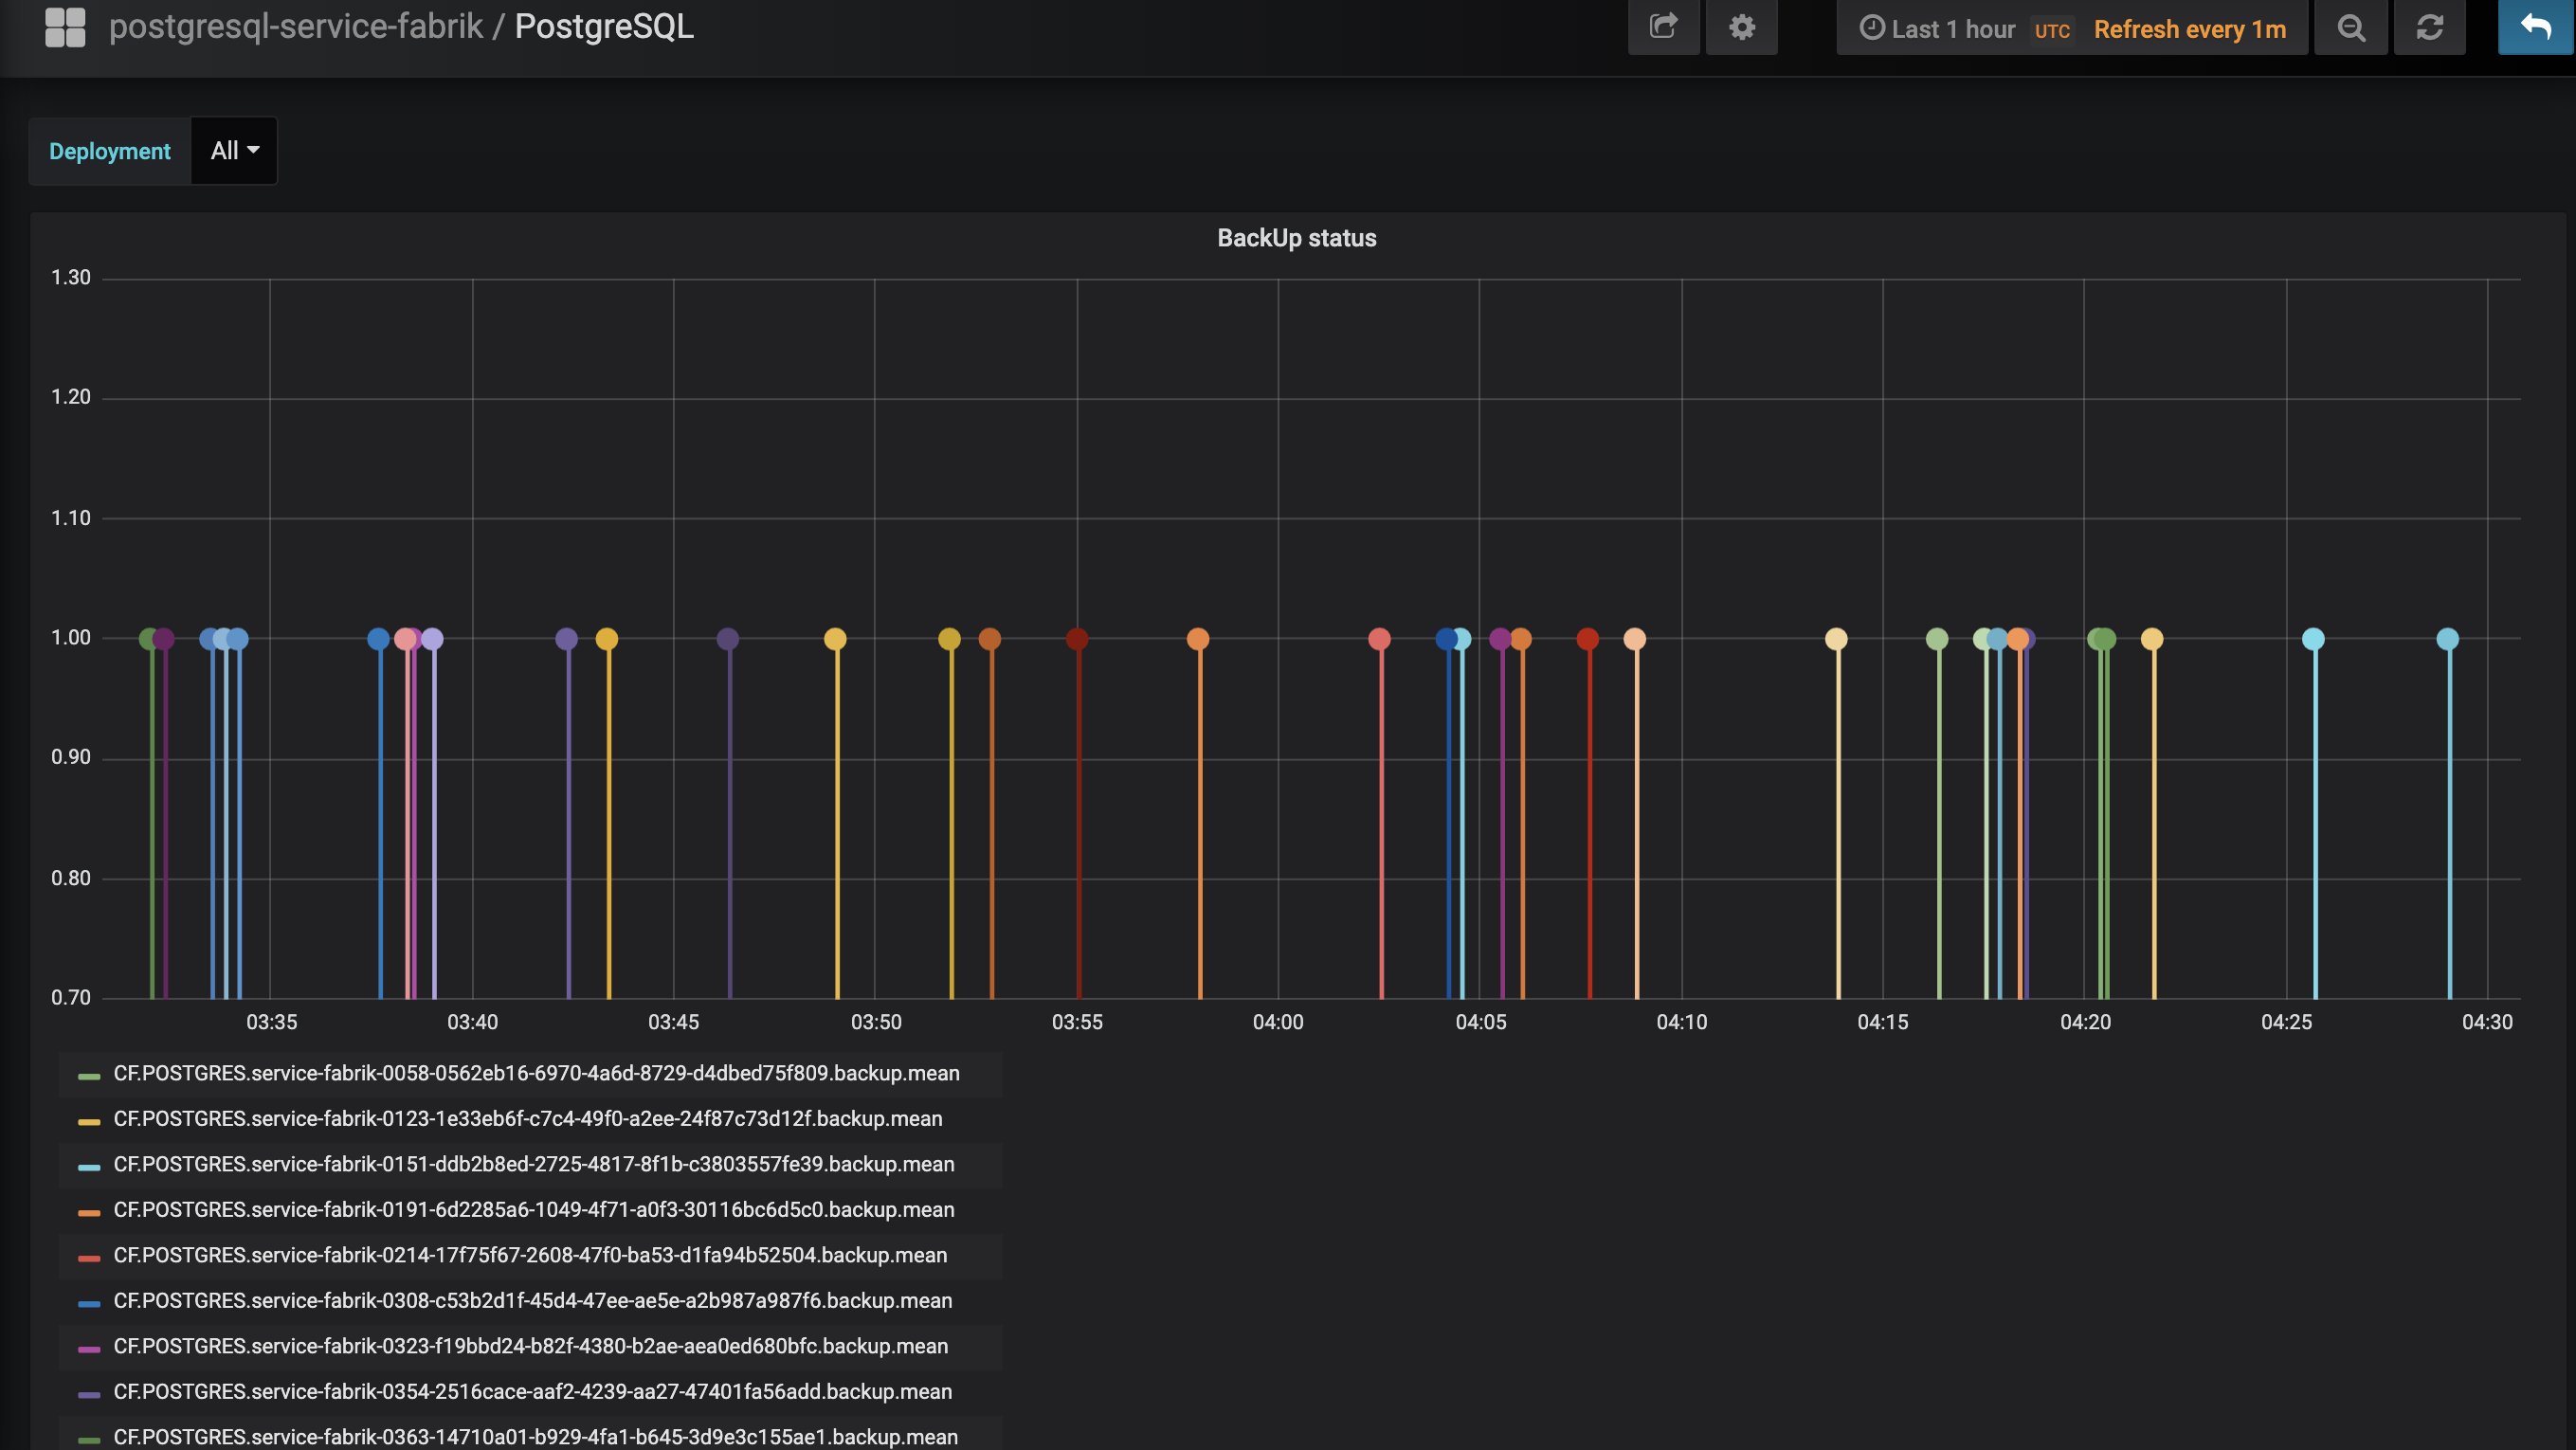 postgresql-service-fabrik / PostgreSQL
Last 1 hour UTC Refresh every 1m
Deployment All
BackUp status
1.30
1.20
1.10
1.00
0.90
0.80
0.70
03:35 03:40 03:45 03:50 03:55 04:00 04:05 04:10 04:15 04:20 04:25 04:30
CF.POSTGRES.service-fabrik-0058-0562eb16-6970-4a6d-8729-d4dbed75f809.backup.mean
CF.POSTGRES.service-fabrik-0123-1e33eb6f-c7c4-49f0-a2ee-24f87c73d12f.backup.mean
CF.POSTGRES.service-fabrik-0151-ddb2b8ed-2725-4817-8f1b-c3803557fe39.backup.mean
CF.POSTGRES.service-fabrik-0191-6d2285a6-1049-4f71-a0f3-30116bc6d5c0.backup.mean
CF.POSTGRES.service-fabrik-0214-17f75f67-2608-47f0-ba53-d1fa94b52504.backup.mean
CF.POSTGRES.service-fabrik-0308-c53b2d1f-45d4-47ee-ae5e-a2b987a987f6.backup.mean
CF.POSTGRES.service-fabrik-0323-f19bbd24-b82f-4380-b2ae-aea0ed680bfc.backup.mean
CF.POSTGRES.service-fabrik-0354-2516cace-aaf2-4239-aa27-47401fa56add.backup.mean
CF.POSTGRES.service-fabrik-0363-14710a01-b929-4fa1-b645-3d9e3c155ae1.backup.mean